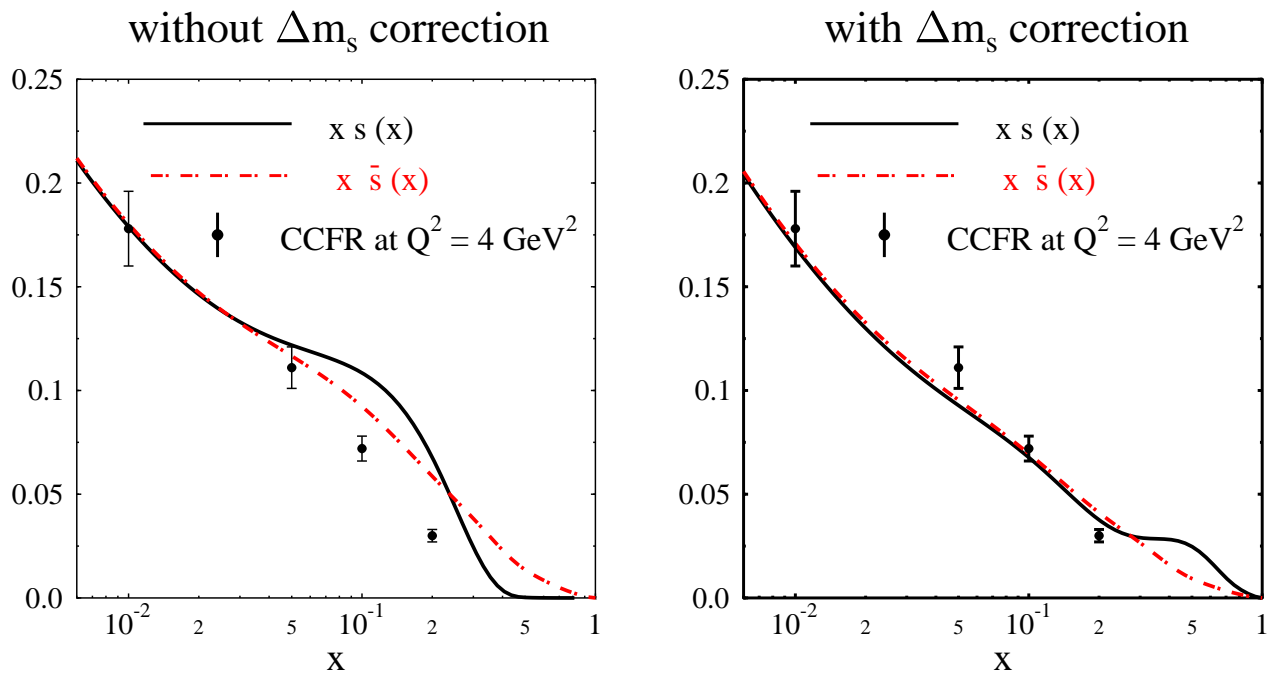 without Δmₛ correction
0.25
0.2
0.15
0.1
0.05
0.0
x s (x)
x s̄ (x)
CCFR at Q² = 4 GeV²
10⁻² 2 5 10⁻¹ 2 5 1
x
with Δmₛ correction
0.25
0.2
0.15
0.1
0.05
0.0
x s (x)
x s̄ (x)
CCFR at Q² = 4 GeV²
10⁻² 2 5 10⁻¹ 2 5 1
x